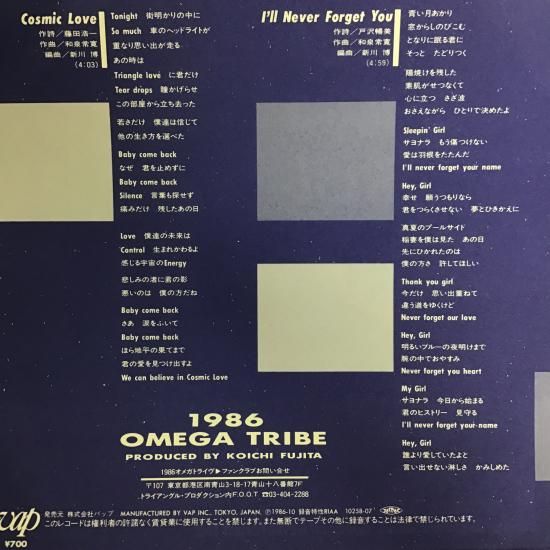 Cosmic Love
作詩/藤田浩一
作曲/和泉常寛
編曲/新川 博
(4:03)
Tonight 街明かりの中に
So much 車のヘッドライトが
重なり思い出が走る
あの時は
Triangle love に君だけ
Tear drops 瞳かげらせ
この部屋から立ち去った
若さだけ 僕達は信じて
他の生き方を選べた
Baby come back
なぜ 君を止めずに
Baby come back
Silence 言葉も探せず
痛みだけ 残したあの日
Love 僕達の未来は
Control 生まれかわるよ
感じる宇宙のEnergy
悲しみの渚に君の影
悪いのは 僕の方だね
Baby come back
さあ 涙をふいて
Baby come back
ほら地平の果てまで
君の愛を見つけ出すよ
We can believe in Cosmic Love
I'll Never Forget You
作詩/戸沢暢美
作曲/和泉常寛
編曲/新川 博
(4:59)
青い月あかり
窓からしのびこむ
となりに眠る君に
そっと たどりつく
陽焼けを残した
素肌がせつなくて
心に立つ さざ波
おさえながら ひとりで決めたよ
Sleepin' Girl
サヨナラ もう傷つけない
愛は羽根をたたんだ
I'll never forget your name
Hey, Girl
幸せ 願うつもりなら
君をつらくさせない 夢とひきかえに
真夏のプールサイド
稲妻を僕は見た あの日
先にひかれたのは
僕の方さ 許してほしい
Thank you girl
今だけ 思い出重ねて
違う道をゆくけど
Never forget our love
Hey, Girl
明るいブルーの夜明けまで
腕の中でおやすみ
Never forget you heart
My Girl
サヨナラ 今日から始まる
君のヒストリー 見守る
I'll never forget your name
Hey, Girl
誰より愛していたよと
言い出せない淋しさ かみしめた
1986
OMEGA TRIBE
PRODUCED BY KOICHI FUJITA
1986オメガトライヴ▶ファンクラブお問い合せ
〒107 東京都港区南青山3-18-17青山十八番館7F
トライアングル・プロダクション内F.O.O.T ☎03-404-2288
vap
¥700
発売元 株式会社バップ MANUFACTURED BY VAP INC., TOKYO, JAPAN. Ⓟ1986-10 録音特性RIAA 10258-07
このレコードは権利者の許諾なく賃貸業に使用することを禁じます。また無断でテープその他に録音することは法律で禁じられています。